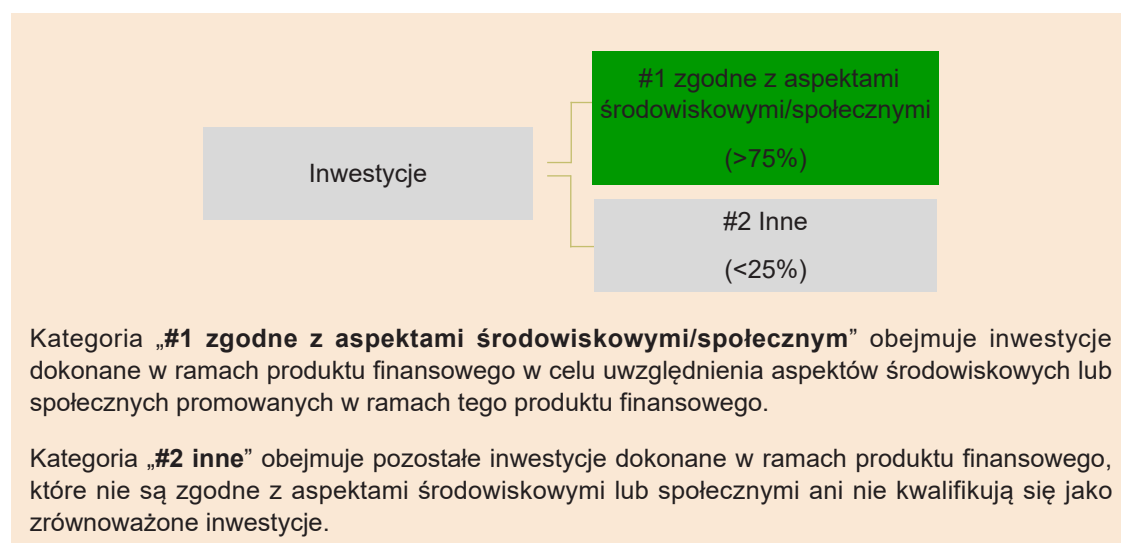 #1 zgodne z aspektami
środowiskowymi/społecznymi
(>75%)
Inwestycje
#2 Inne
(<25%)
Kategoria „#1 zgodne z aspektami środowiskowymi/społecznym” obejmuje inwestycje
dokonane w ramach produktu finansowego w celu uwzględnienia aspektów środowiskowych lub
społecznych promowanych w ramach tego produktu finansowego.
Kategoria „#2 inne” obejmuje pozostałe inwestycje dokonane w ramach produktu finansowego,
które nie są zgodne z aspektami środowiskowymi lub społecznymi ani nie kwalifikują się jako
zrównoważone inwestycje.